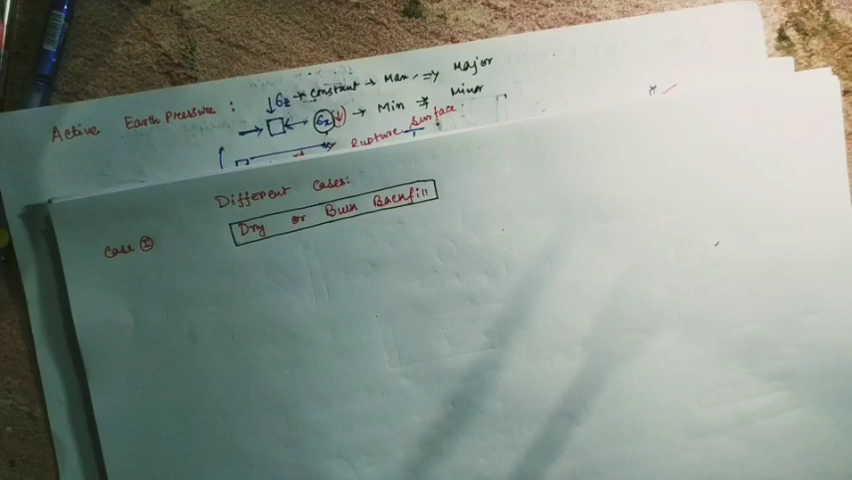 Active Earth Pressure : ↓σz → constant → Max ⇒ Major
→ □ ← σx ↓ → Min ⇒ Minor
Rupture Surface
Different Cases:
Case I Dry or Bulk Backfill